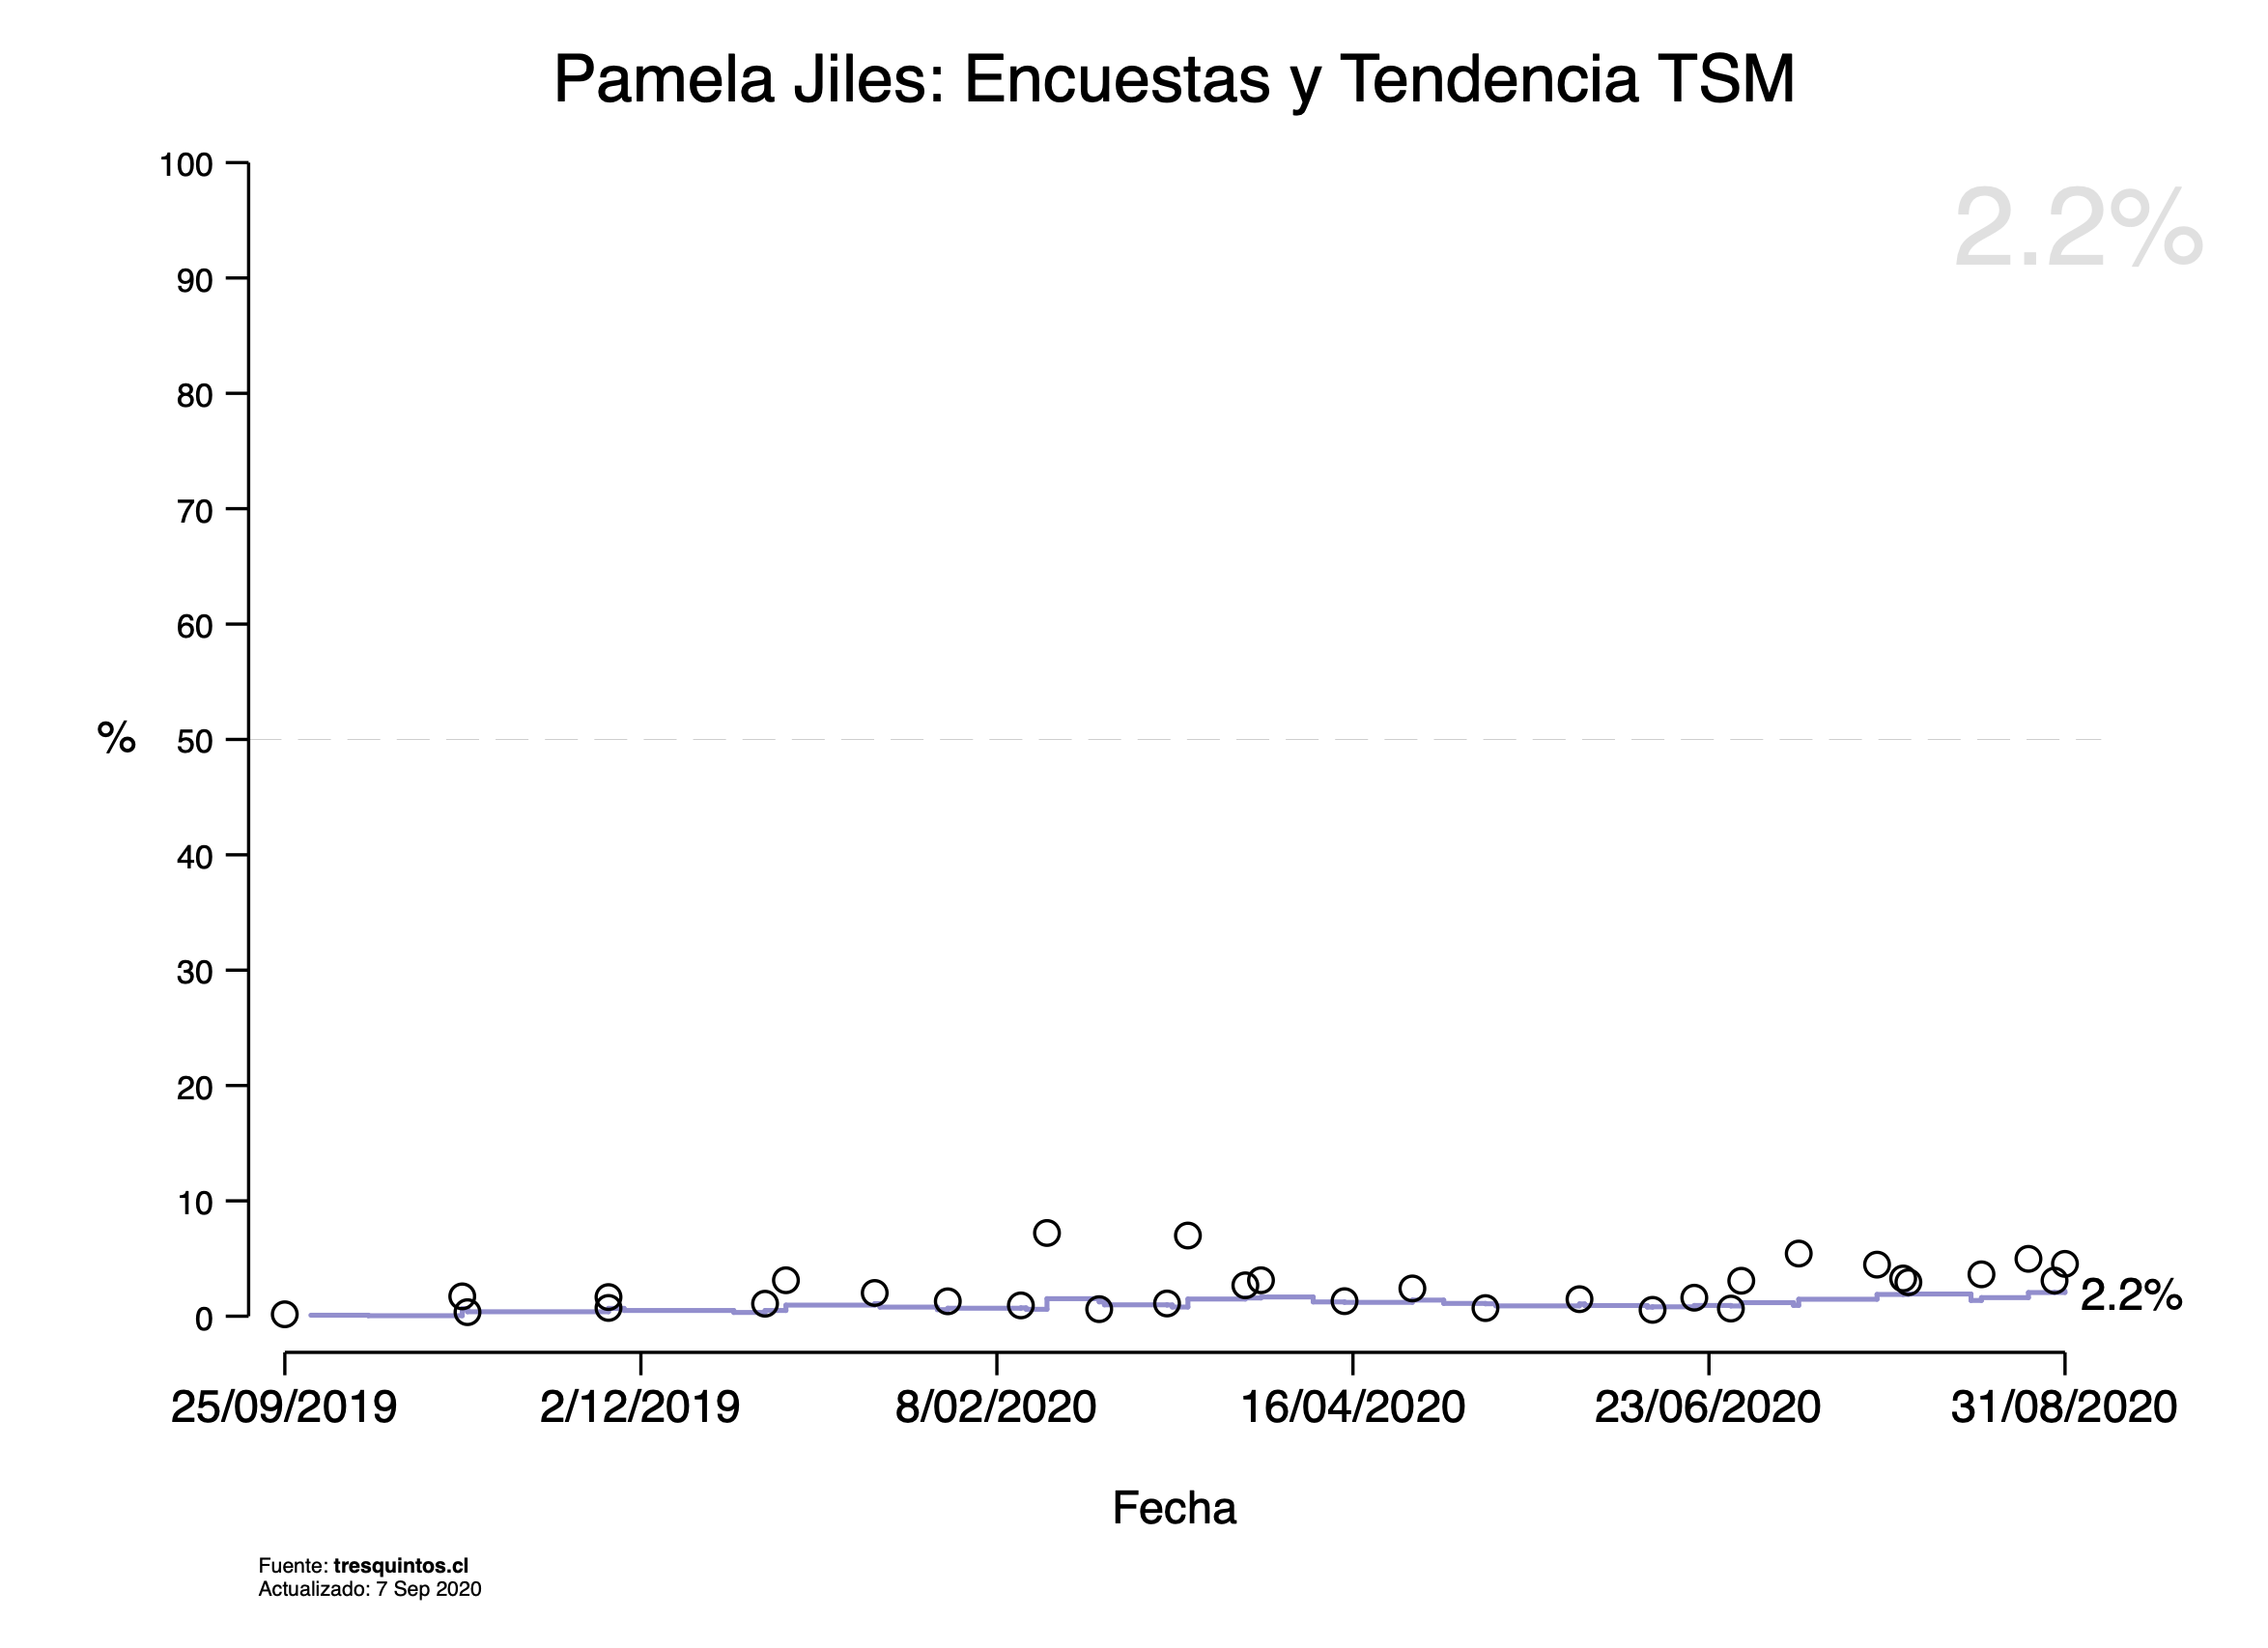 Pamela Jiles: Encuestas y Tendencia TSM
2.2%
100
90
80
70
60
50
40
30
20
10
0
%
2.2%
25/09/2019 2/12/2019 8/02/2020 16/04/2020 23/06/2020 31/08/2020
Fecha
Fuente: tresquintos.cl
Actualizado: 7 Sep 2020